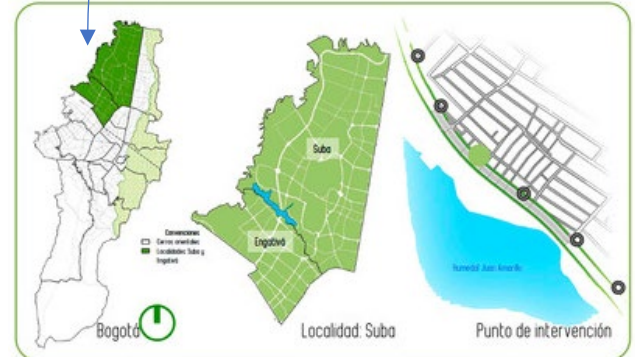 Convenciones
Cerros orientales
Localidades Suba y
Engativá
Bogotá
Suba
Engativá
Localidad: Suba
Humedal Juan Amarillo
Punto de intervención